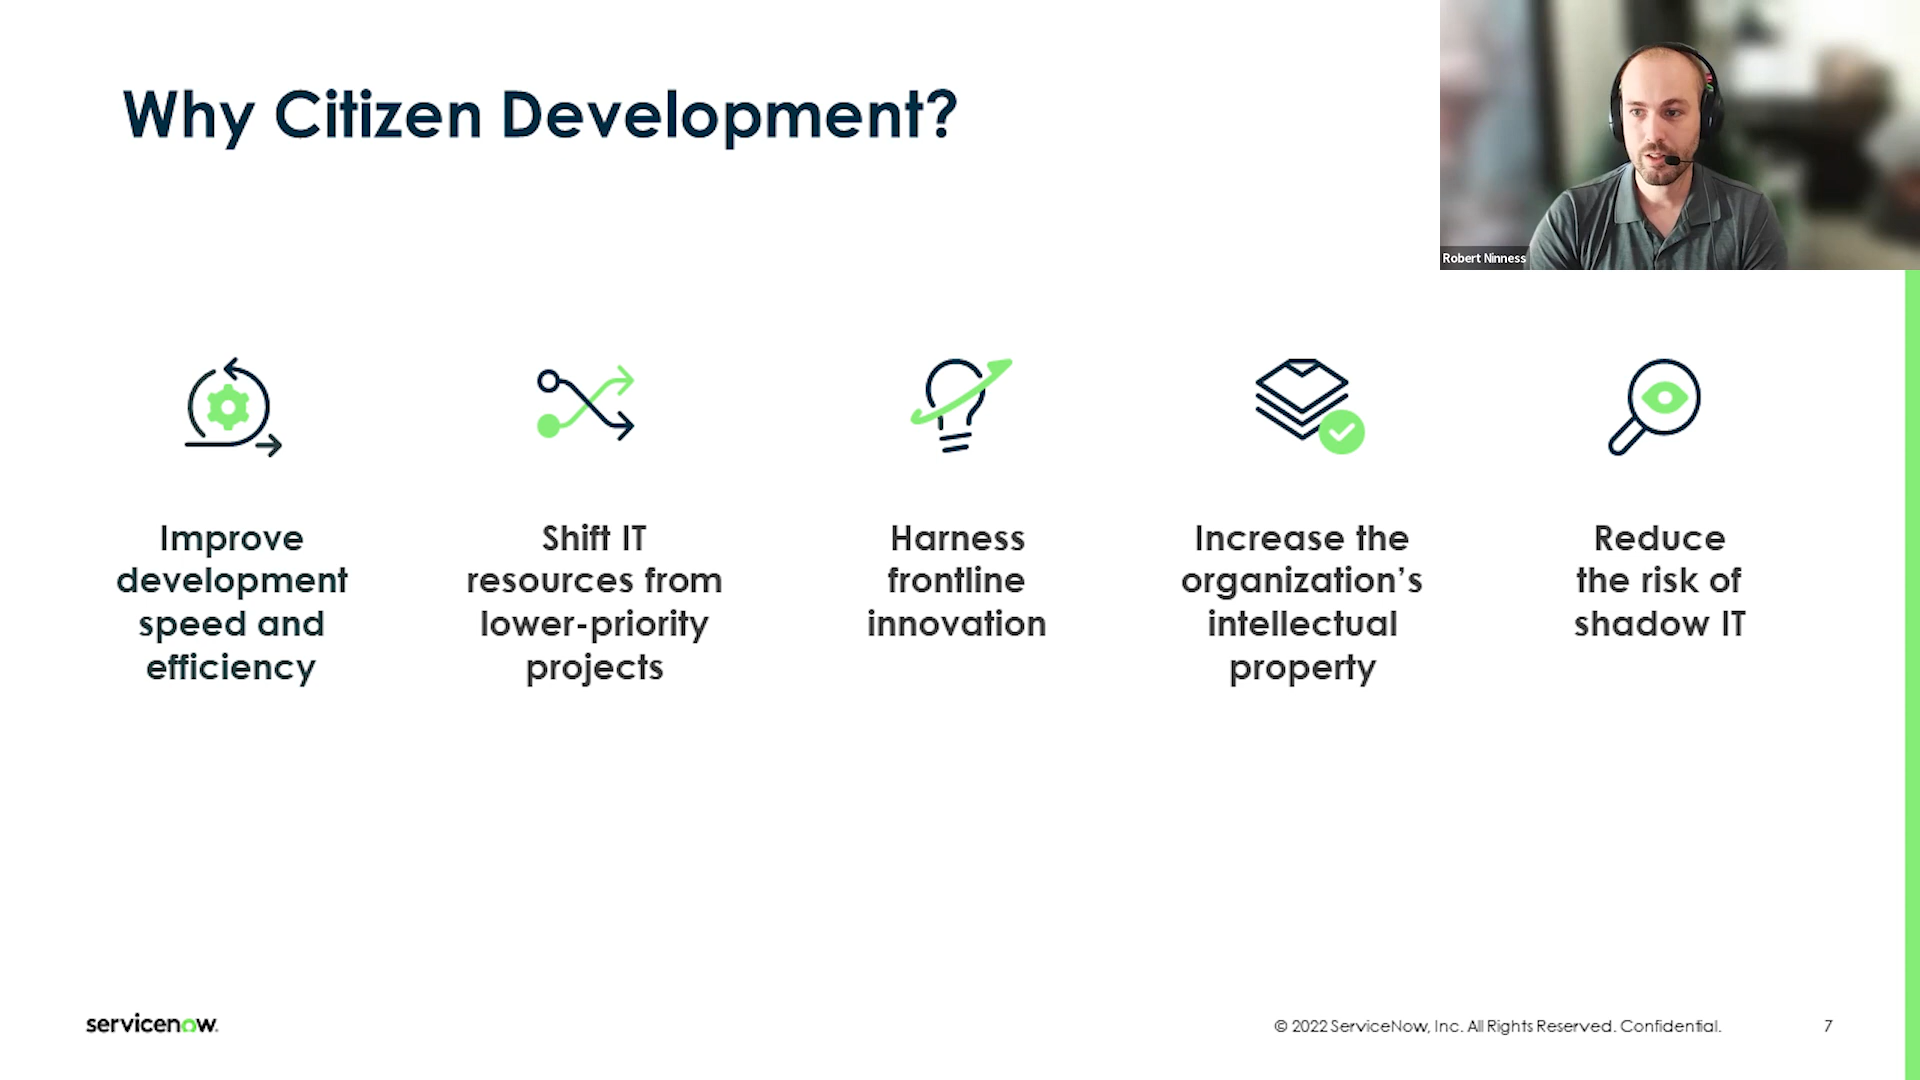 Why Citizen Development?
Robert Ninness
Improve
development
speed and
efficiency
Shift IT
resources from
lower-priority
projects
Harness
frontline
innovation
Increase the
organization’s
intellectual
property
Reduce
the risk of
shadow IT
servicenow.
© 2022 ServiceNow, Inc. All Rights Reserved. Confidential.
7